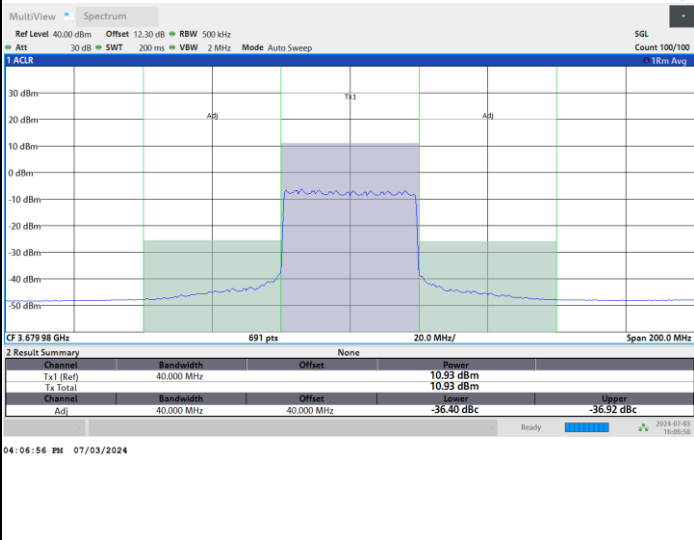 MultiView Spectrum
Ref Level 40.00 dBm Offset 12.30 dB RBW 500 kHz SGL
Att 30 dB SWT 200 ms VBW 2 MHz Mode Auto Sweep Count 100/100
1 ACLR 1Rm Avg
30 dBm
Tx1
20 dBm
Adj Adj
10 dBm
0 dBm
-10 dBm
-20 dBm
-30 dBm
-40 dBm
-50 dBm
CF 3.679 98 GHz 691 pts 20.0 MHz/ Span 200.0 MHz
2 Result Summary None
Channel Bandwidth Offset Power
Tx1 (Ref) 40.000 MHz 10.93 dBm
Tx Total 10.93 dBm
Channel Bandwidth Offset Lower Upper
Adj 40.000 MHz 40.000 MHz -36.40 dBc -36.92 dBc
Ready 2024-07-03
16:06:56
04:06:56 PM 07/03/2024